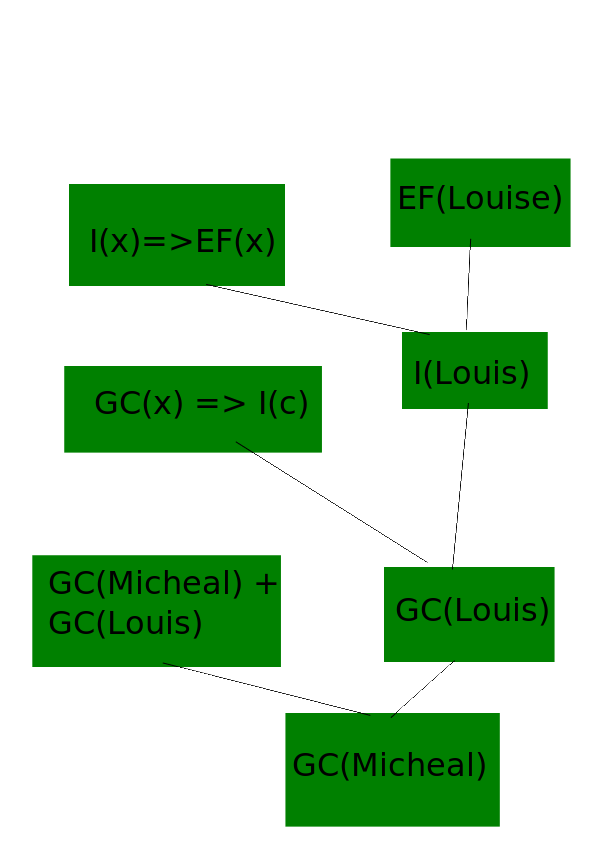 EF(Louise)
I(x)=>EF(x)
I(Louis)
GC(x) => I(c)
GC(Micheal) +
GC(Louis)
GC(Louis)
GC(Micheal)